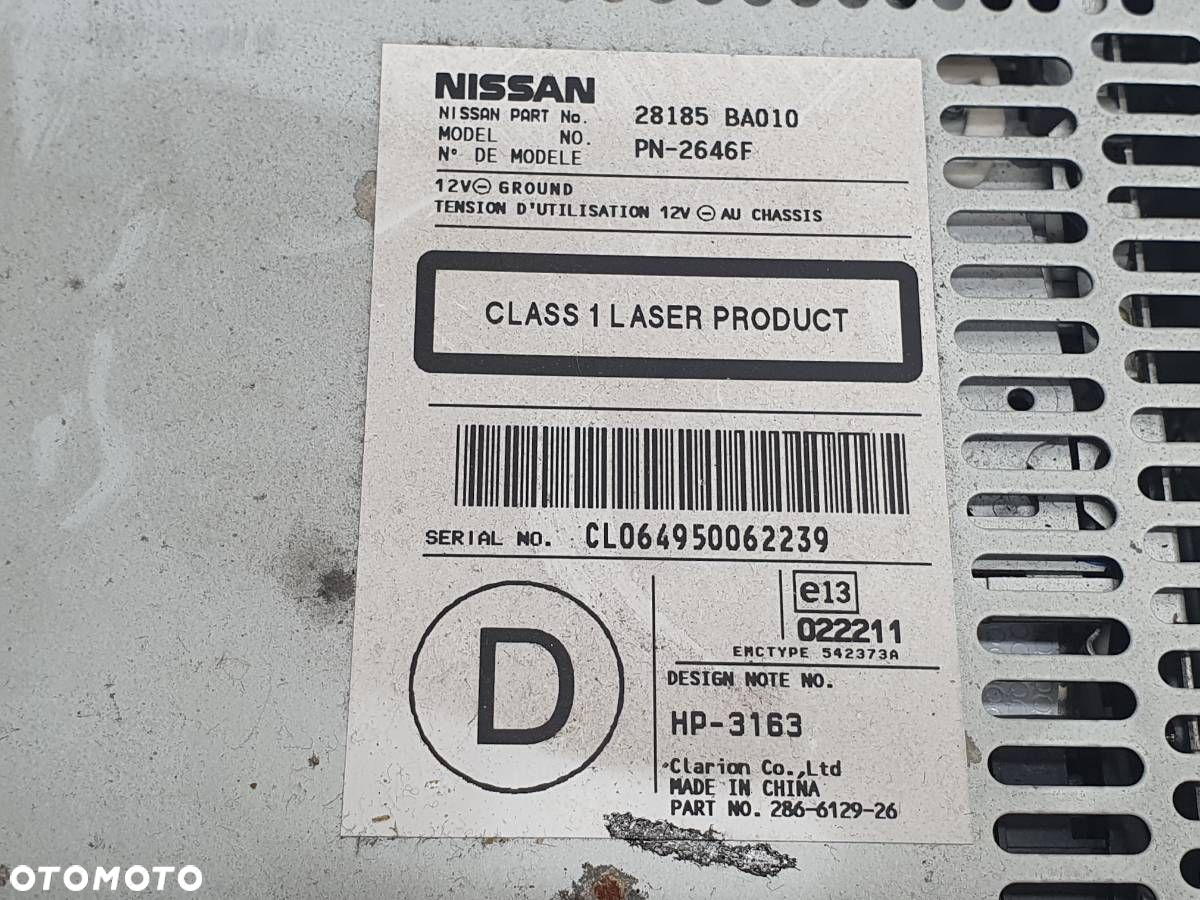 NISSAN
NISSAN PART No. 28185 BA010
MODEL NO. PN-2646F
N° DE MODELE
12V⊖ GROUND
TENSION D'UTILISATION 12V ⊖ AU CHASSIS
CLASS 1 LASER PRODUCT
SERIAL NO. CL064950062239
D
e13
022211
EMCTYPE 542373A
DESIGN NOTE NO.
HP-3163
Clarion Co.,Ltd
MADE IN CHINA
PART NO. 286-6129-26
OTOMOTO